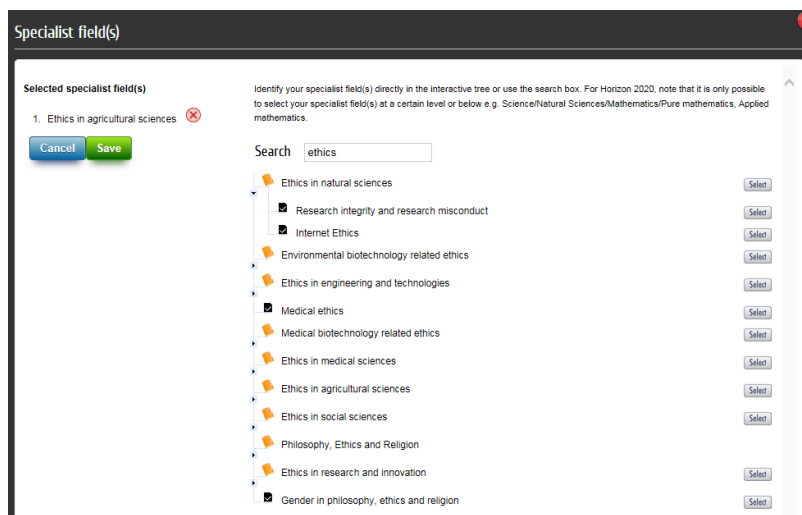 Specialist field(s)
Selected specialist field(s)
1. Ethics in agricultural sciences
Cancel Save
Identify your specialist field(s) directly in the interactive tree or use the search box. For Horizon 2020, note that it is only possible
to select your specialist field(s) at a certain level or below e.g. Science/Natural Sciences/Mathematics/Pure mathematics, Applied
mathematics.
Search ethics
Ethics in natural sciences Select
Research integrity and research misconduct Select
Internet Ethics Select
Environmental biotechnology related ethics Select
Ethics in engineering and technologies Select
Medical ethics Select
Medical biotechnology related ethics Select
Ethics in medical sciences Select
Ethics in agricultural sciences Select
Ethics in social sciences Select
Philosophy, Ethics and Religion
Ethics in research and innovation Select
Gender in philosophy, ethics and religion Select